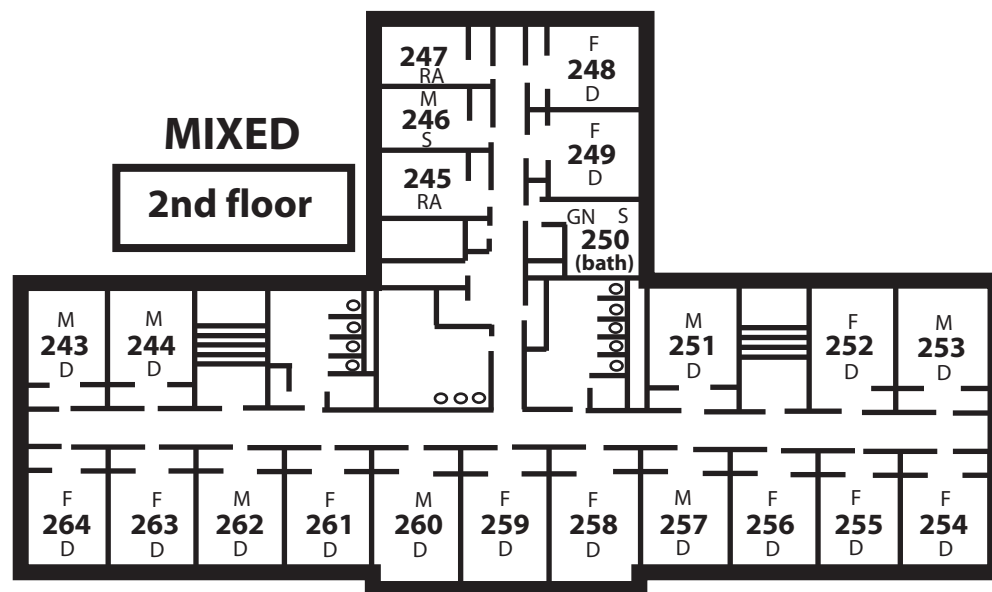 MIXED
2nd floor
247
RA
M
246
S
245
RA
F
248
D
F
249
D
GN S
250
(bath)
M
243
D
M
244
D
M
251
D
F
252
D
M
253
D
F
264
D
F
263
D
M
262
D
F
261
D
M
260
D
F
259
D
F
258
D
M
257
D
F
256
D
F
255
D
F
254
D